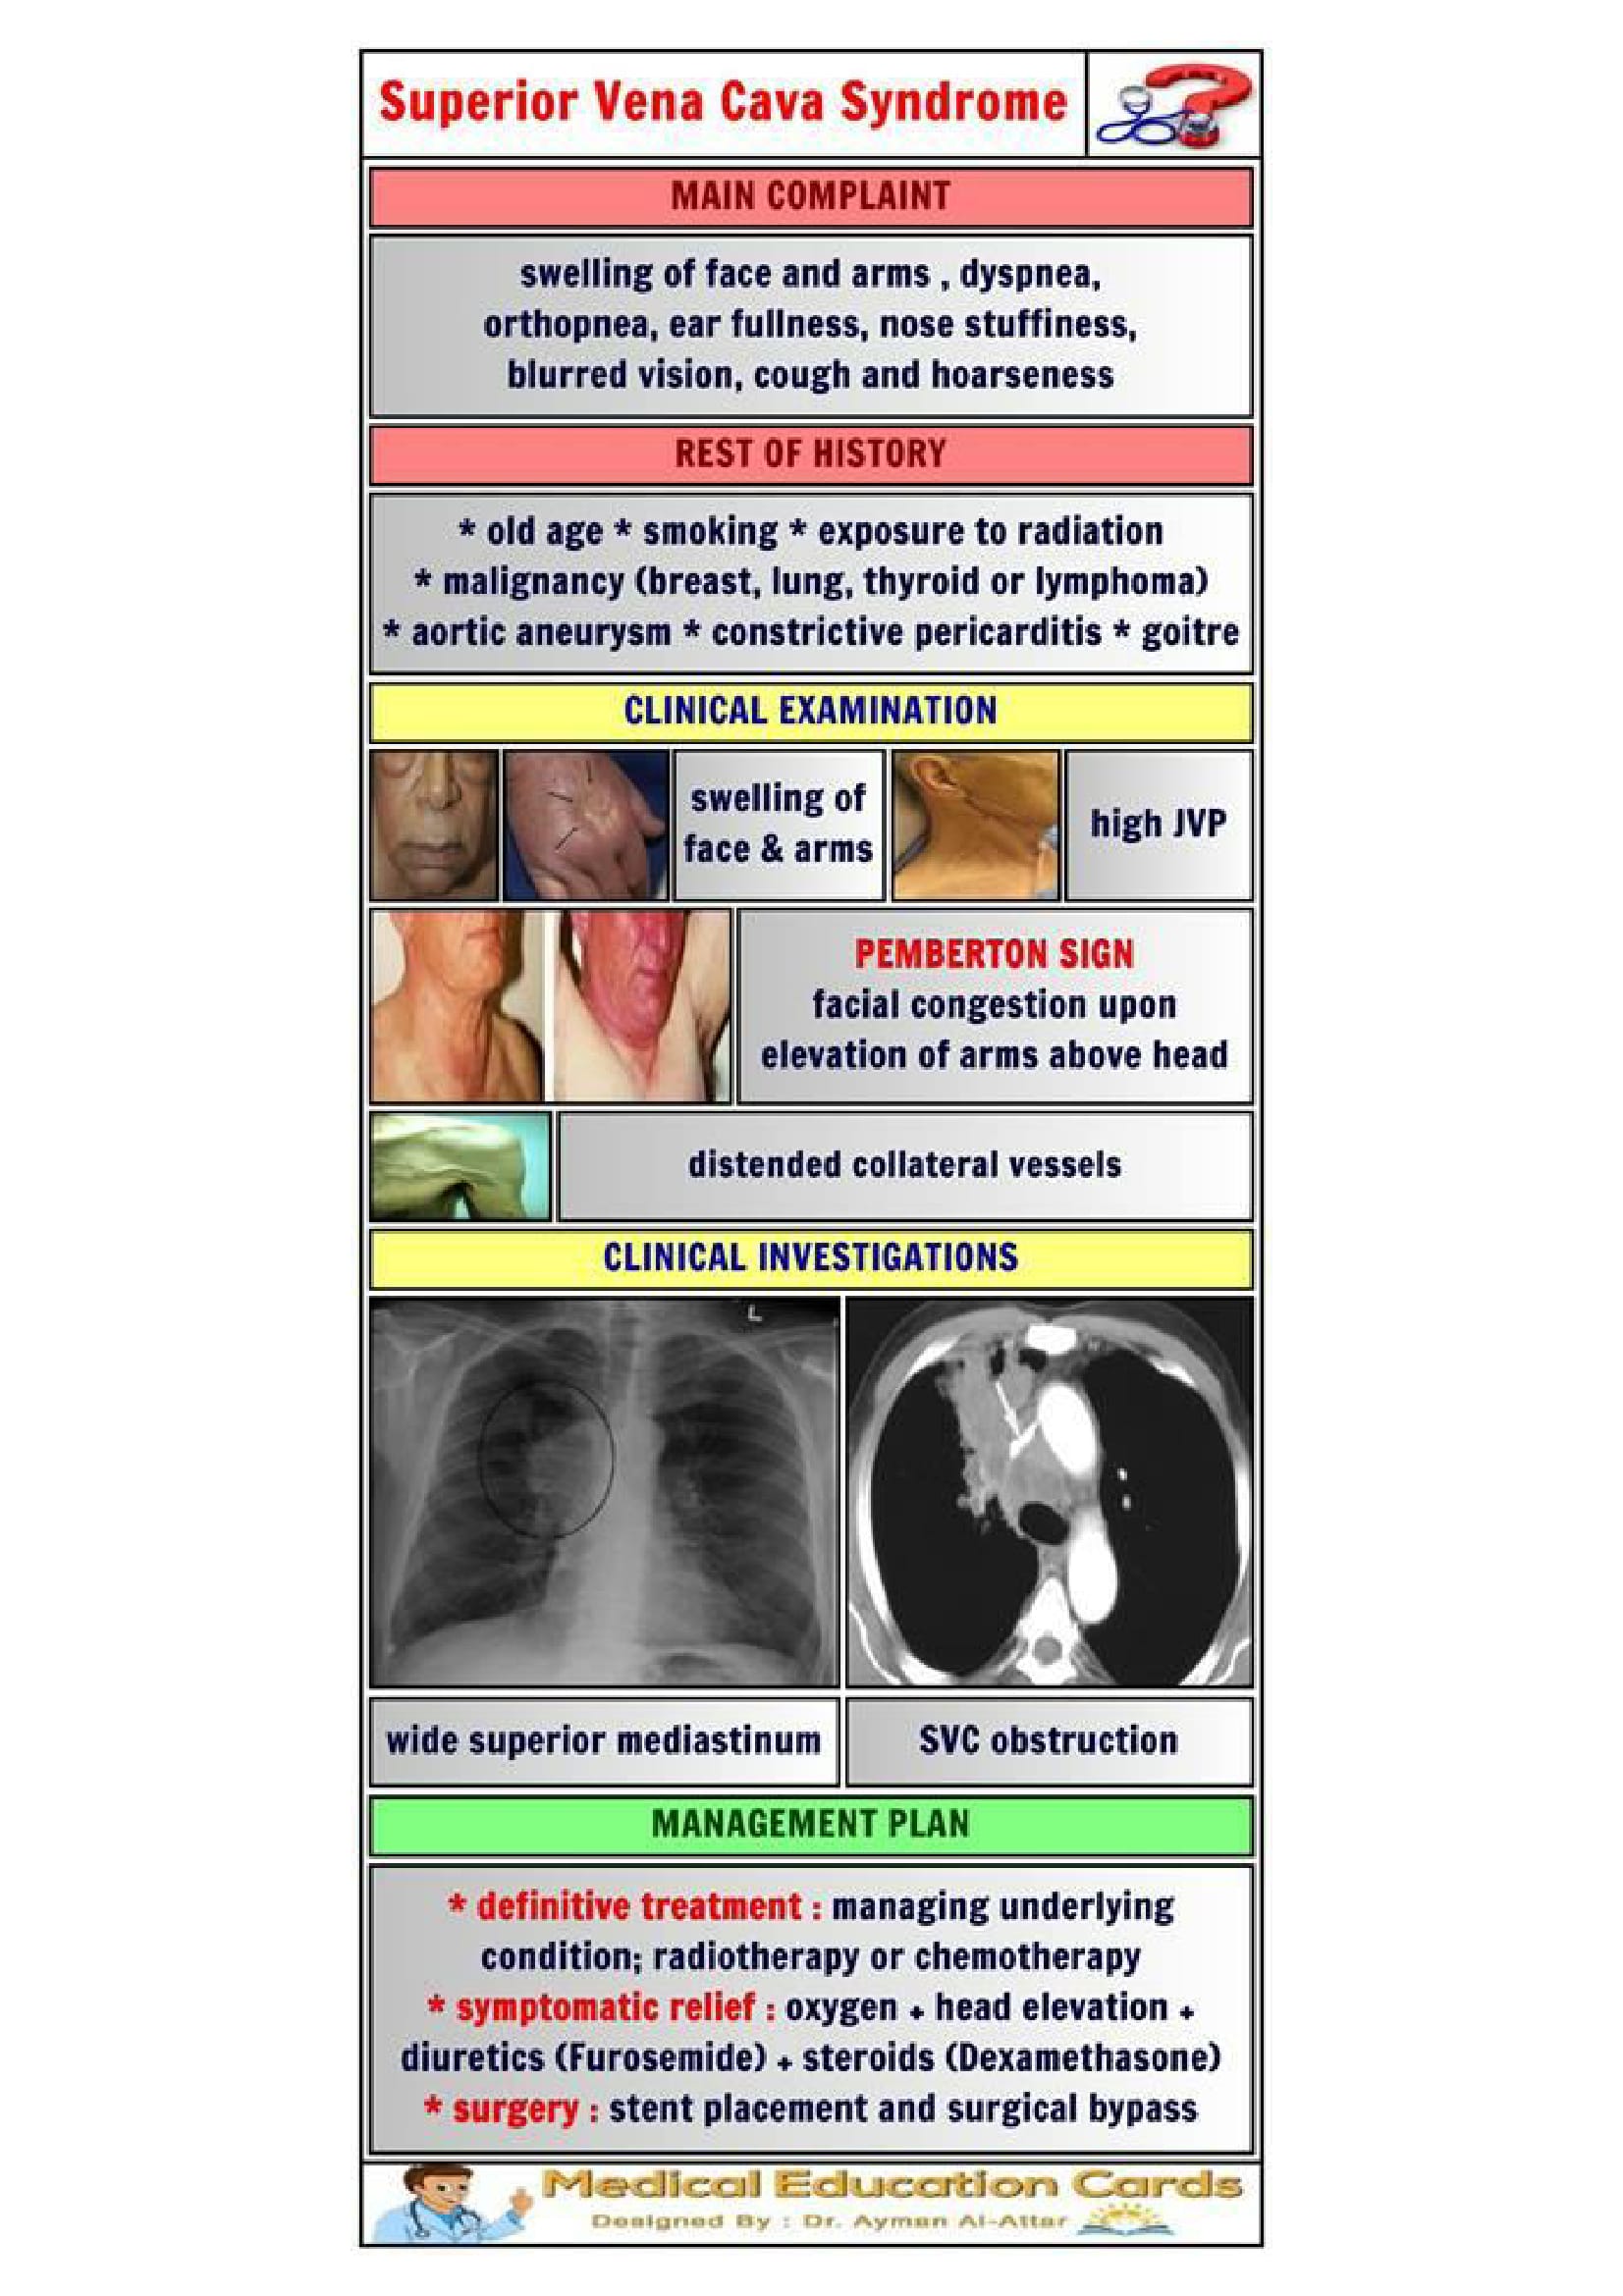 Superior Vena Cava Syndrome
MAIN COMPLAINT
swelling of face and arms , dyspnea,
orthopnea, ear fullness, nose stuffiness,
blurred vision, cough and hoarseness
REST OF HISTORY
* old age * smoking * exposure to radiation
* malignancy (breast, lung, thyroid or lymphoma)
* aortic aneurysm * constrictive pericarditis * goitre
CLINICAL EXAMINATION
swelling of
face & arms
high JVP
PEMBERTON SIGN
facial congestion upon
elevation of arms above head
distended collateral vessels
CLINICAL INVESTIGATIONS
L
wide superior mediastinum
SVC obstruction
MANAGEMENT PLAN
* definitive treatment : managing underlying
condition; radiotherapy or chemotherapy
* symptomatic relief : oxygen + head elevation +
diuretics (Furosemide) + steroids (Dexamethasone)
* surgery : stent placement and surgical bypass
Medical Education Cards
Designed By : Dr. Ayman Al-Attar